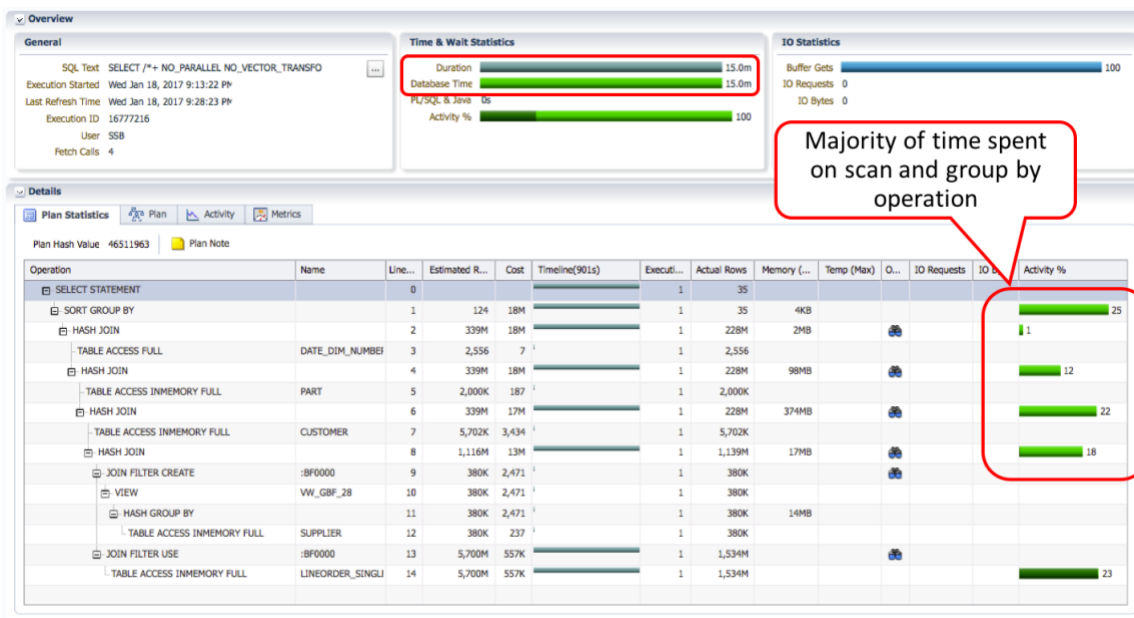 Overview
General
SQL Text SELECT /*+ NO_PARALLEL NO_VECTOR_TRANSFO ...
Execution Started Wed Jan 18, 2017 9:13:22 PM
Last Refresh Time Wed Jan 18, 2017 9:28:23 PM
Execution ID 16777216
User SSB
Fetch Calls 4
Time & Wait Statistics
Duration 15.0m
Database Time 15.0m
PL/SQL & Java 0s
Activity % 100
IO Statistics
Buffer Gets 100
IO Requests 0
IO Bytes 0
Majority of time spent
on scan and group by
operation
Details
Plan Statistics Plan Activity Metrics
Plan Hash Value 46511963 Plan Note
Operation Name Line... Estimated R... Cost Timeline(901s) Executi... Actual Rows Memory (... Temp (Max) O... IO Requests IO Activity %
SELECT STATEMENT 0 1 35
SORT GROUP BY 1 124 18M 1 35 4KB 25
HASH JOIN 2 339M 18M 1 228M 2MB 1
TABLE ACCESS FULL DATE_DIM_NUMBER 3 2,556 7 1 2,556
HASH JOIN 4 339M 18M 1 228M 98MB 12
TABLE ACCESS INMEMORY FULL PART 5 2,000K 187 1 2,000K
HASH JOIN 6 339M 17M 1 228M 374MB 22
TABLE ACCESS INMEMORY FULL CUSTOMER 7 5,702K 3,434 1 5,702K
HASH JOIN 8 1,116M 13M 1 1,139M 17MB 18
JOIN FILTER CREATE :BF0000 9 380K 2,471 1 380K
VIEW VW_GBF_28 10 380K 2,471 1 380K
HASH GROUP BY 11 380K 2,471 1 380K 14MB
TABLE ACCESS INMEMORY FULL SUPPLIER 12 380K 237 1 380K
JOIN FILTER USE :BF0000 13 5,700M 557K 1 1,534M
TABLE ACCESS INMEMORY FULL LINEORDER_SINGL 14 5,700M 557K 1 1,534M 23